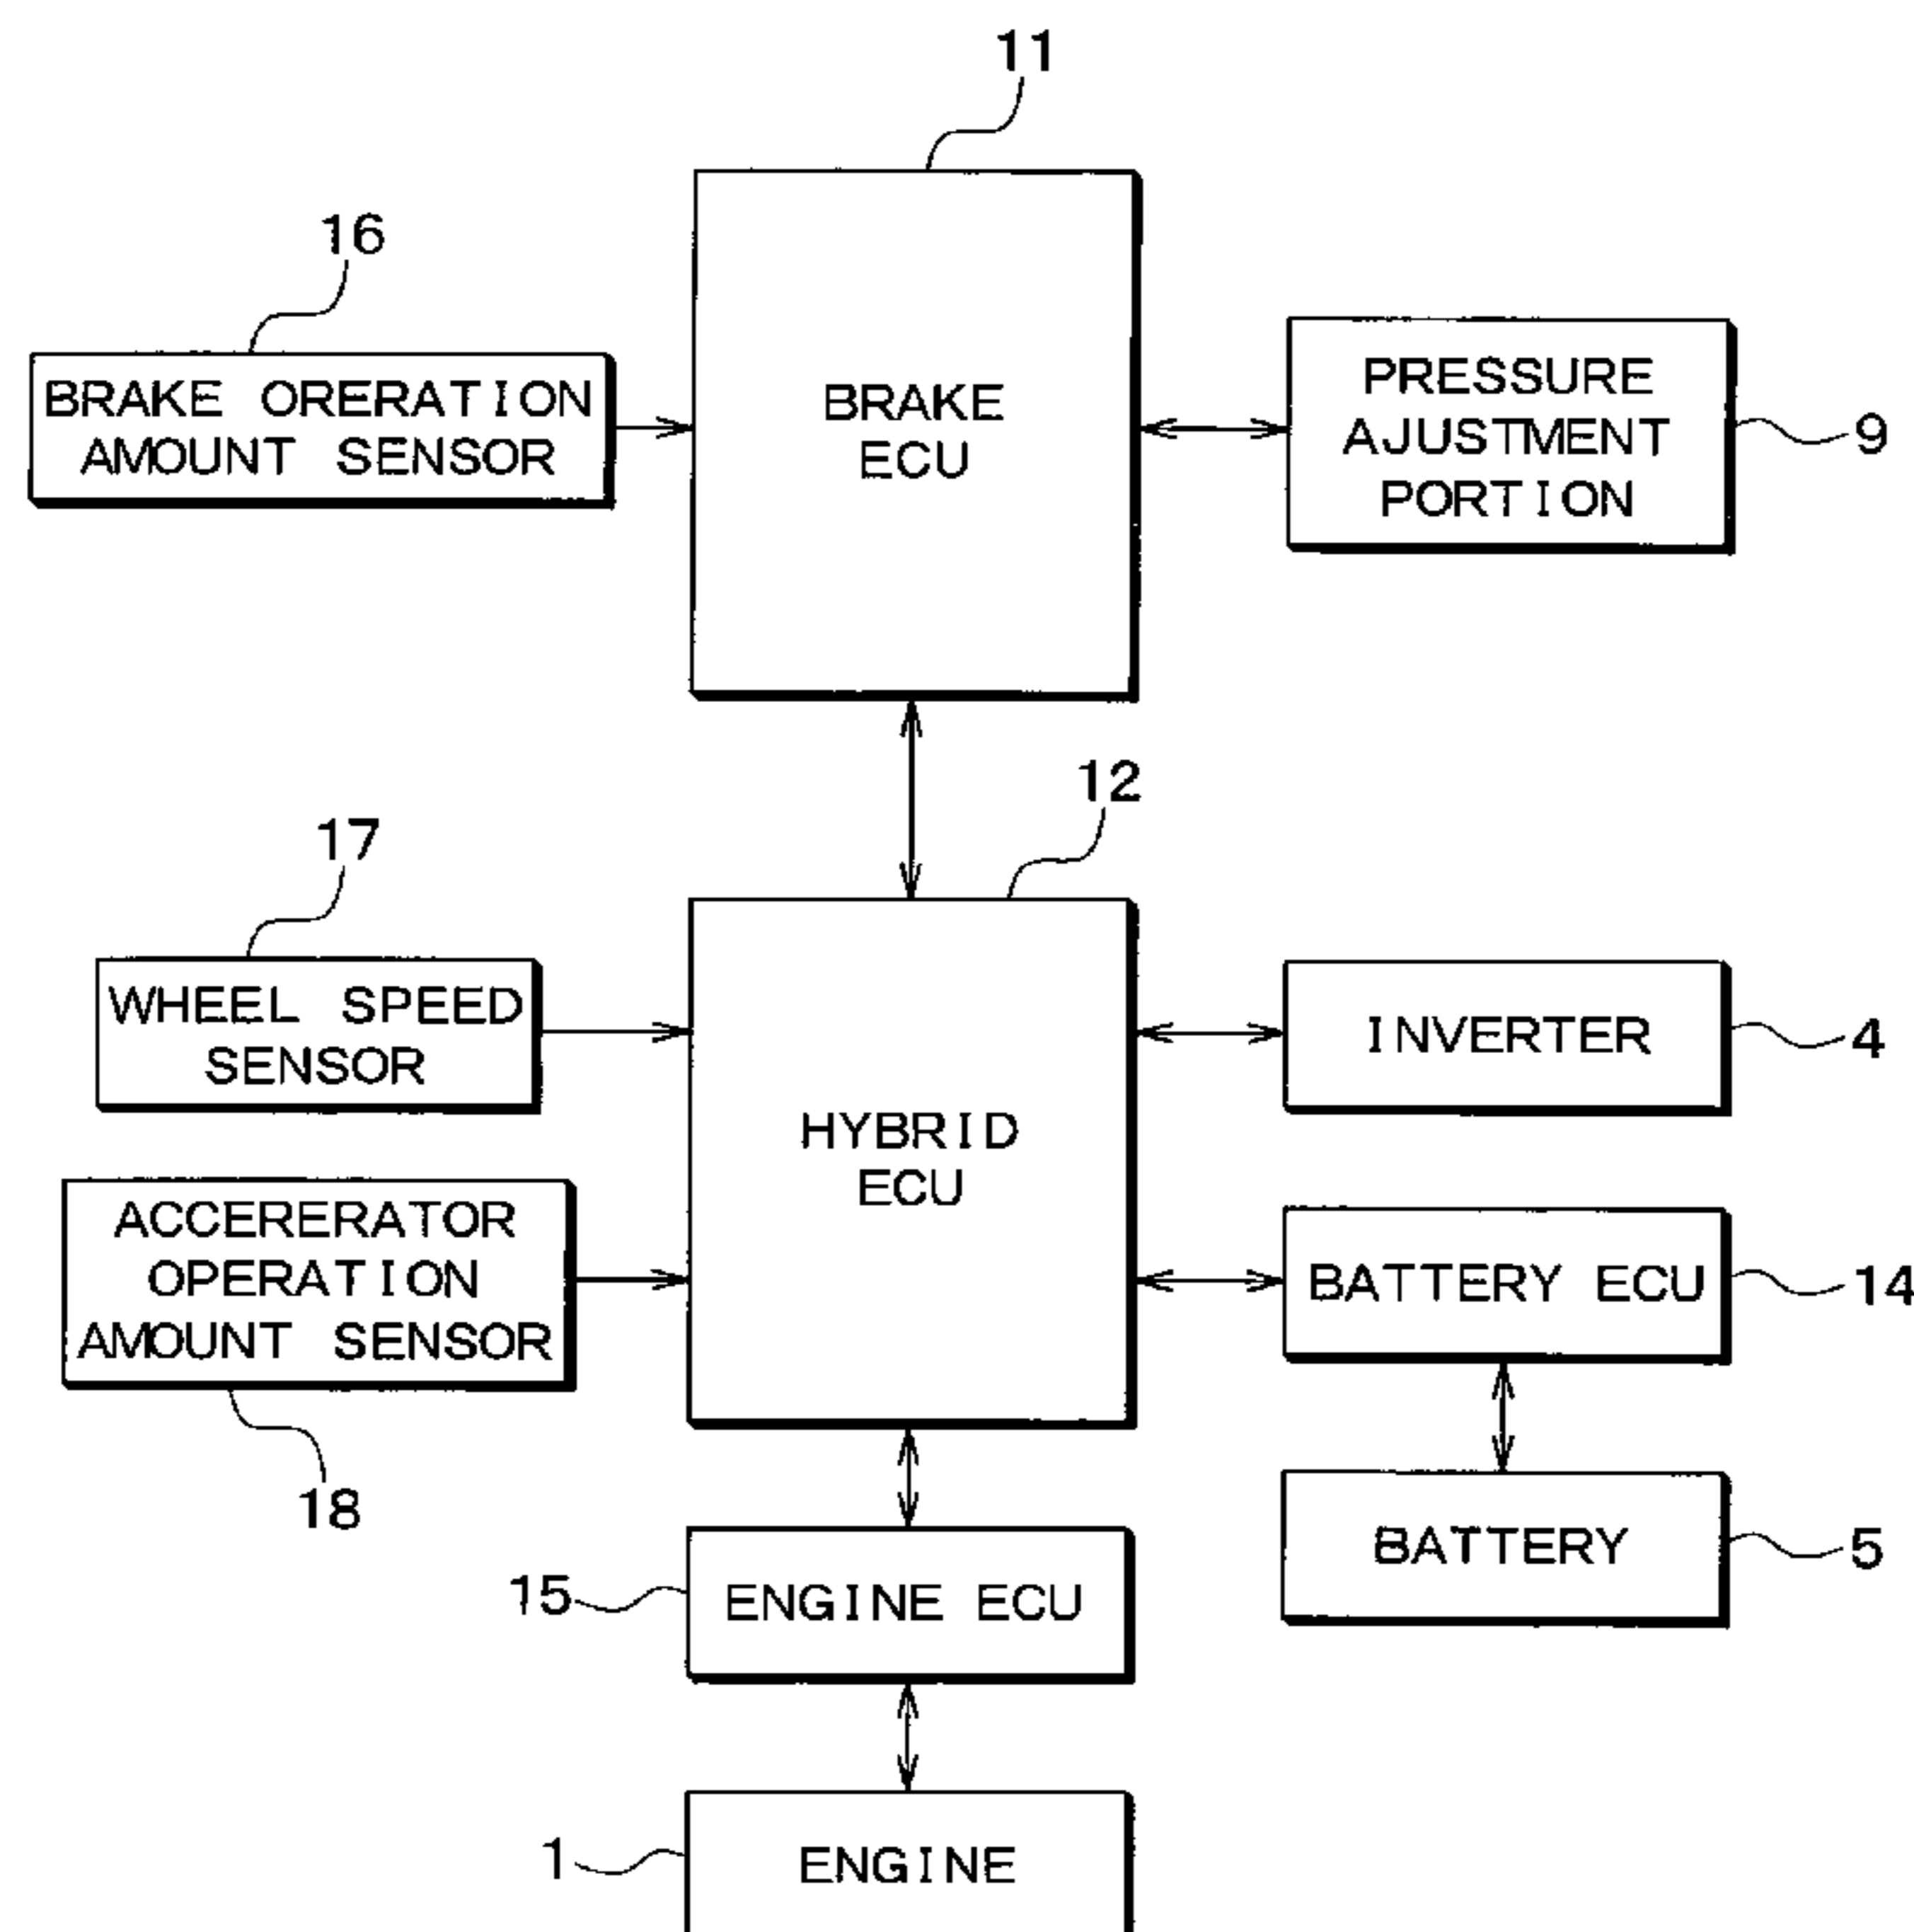 11
16
BRAKE ORERATION
AMOUNT SENSOR
BRAKE
ECU
PRESSURE
AJUSTMENT
PORTION
9
12
17
WHEEL SPEED
SENSOR
INVERTER
4
HYBRID
ECU
ACCERERATOR
OPERATION
AMOUNT SENSOR
BATTERY ECU
14
18
15
ENGINE ECU
BATTERY
5
1
ENGINE